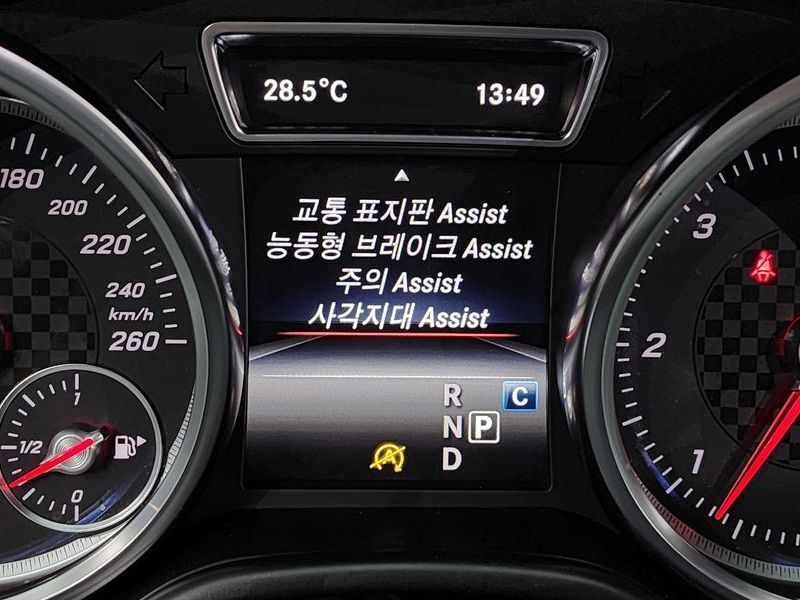 28.5°C 13:49
교통 표지판 Assist
능동형 브레이크 Assist
주의 Assist
사각지대 Assist
R C
N P
A
D
180
200
220
240
km/h
260
1
1/2
0
3
2
1